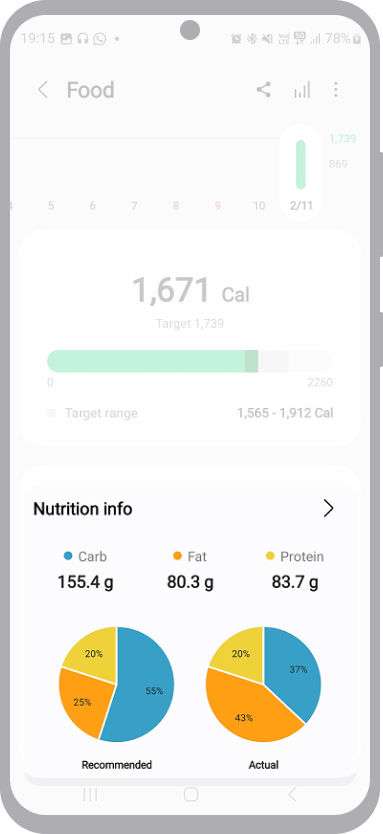 19:15 78%
Food
1,739
869
5 6 7 8 9 10 2/11
1,671 Cal
Target 1,739
0 2260
Target range 1,565 - 1,912 Cal
Nutrition info
Carb Fat Protein
155.4 g 80.3 g 83.7 g
20% 55% 25%
20% 37% 43%
Recommended Actual